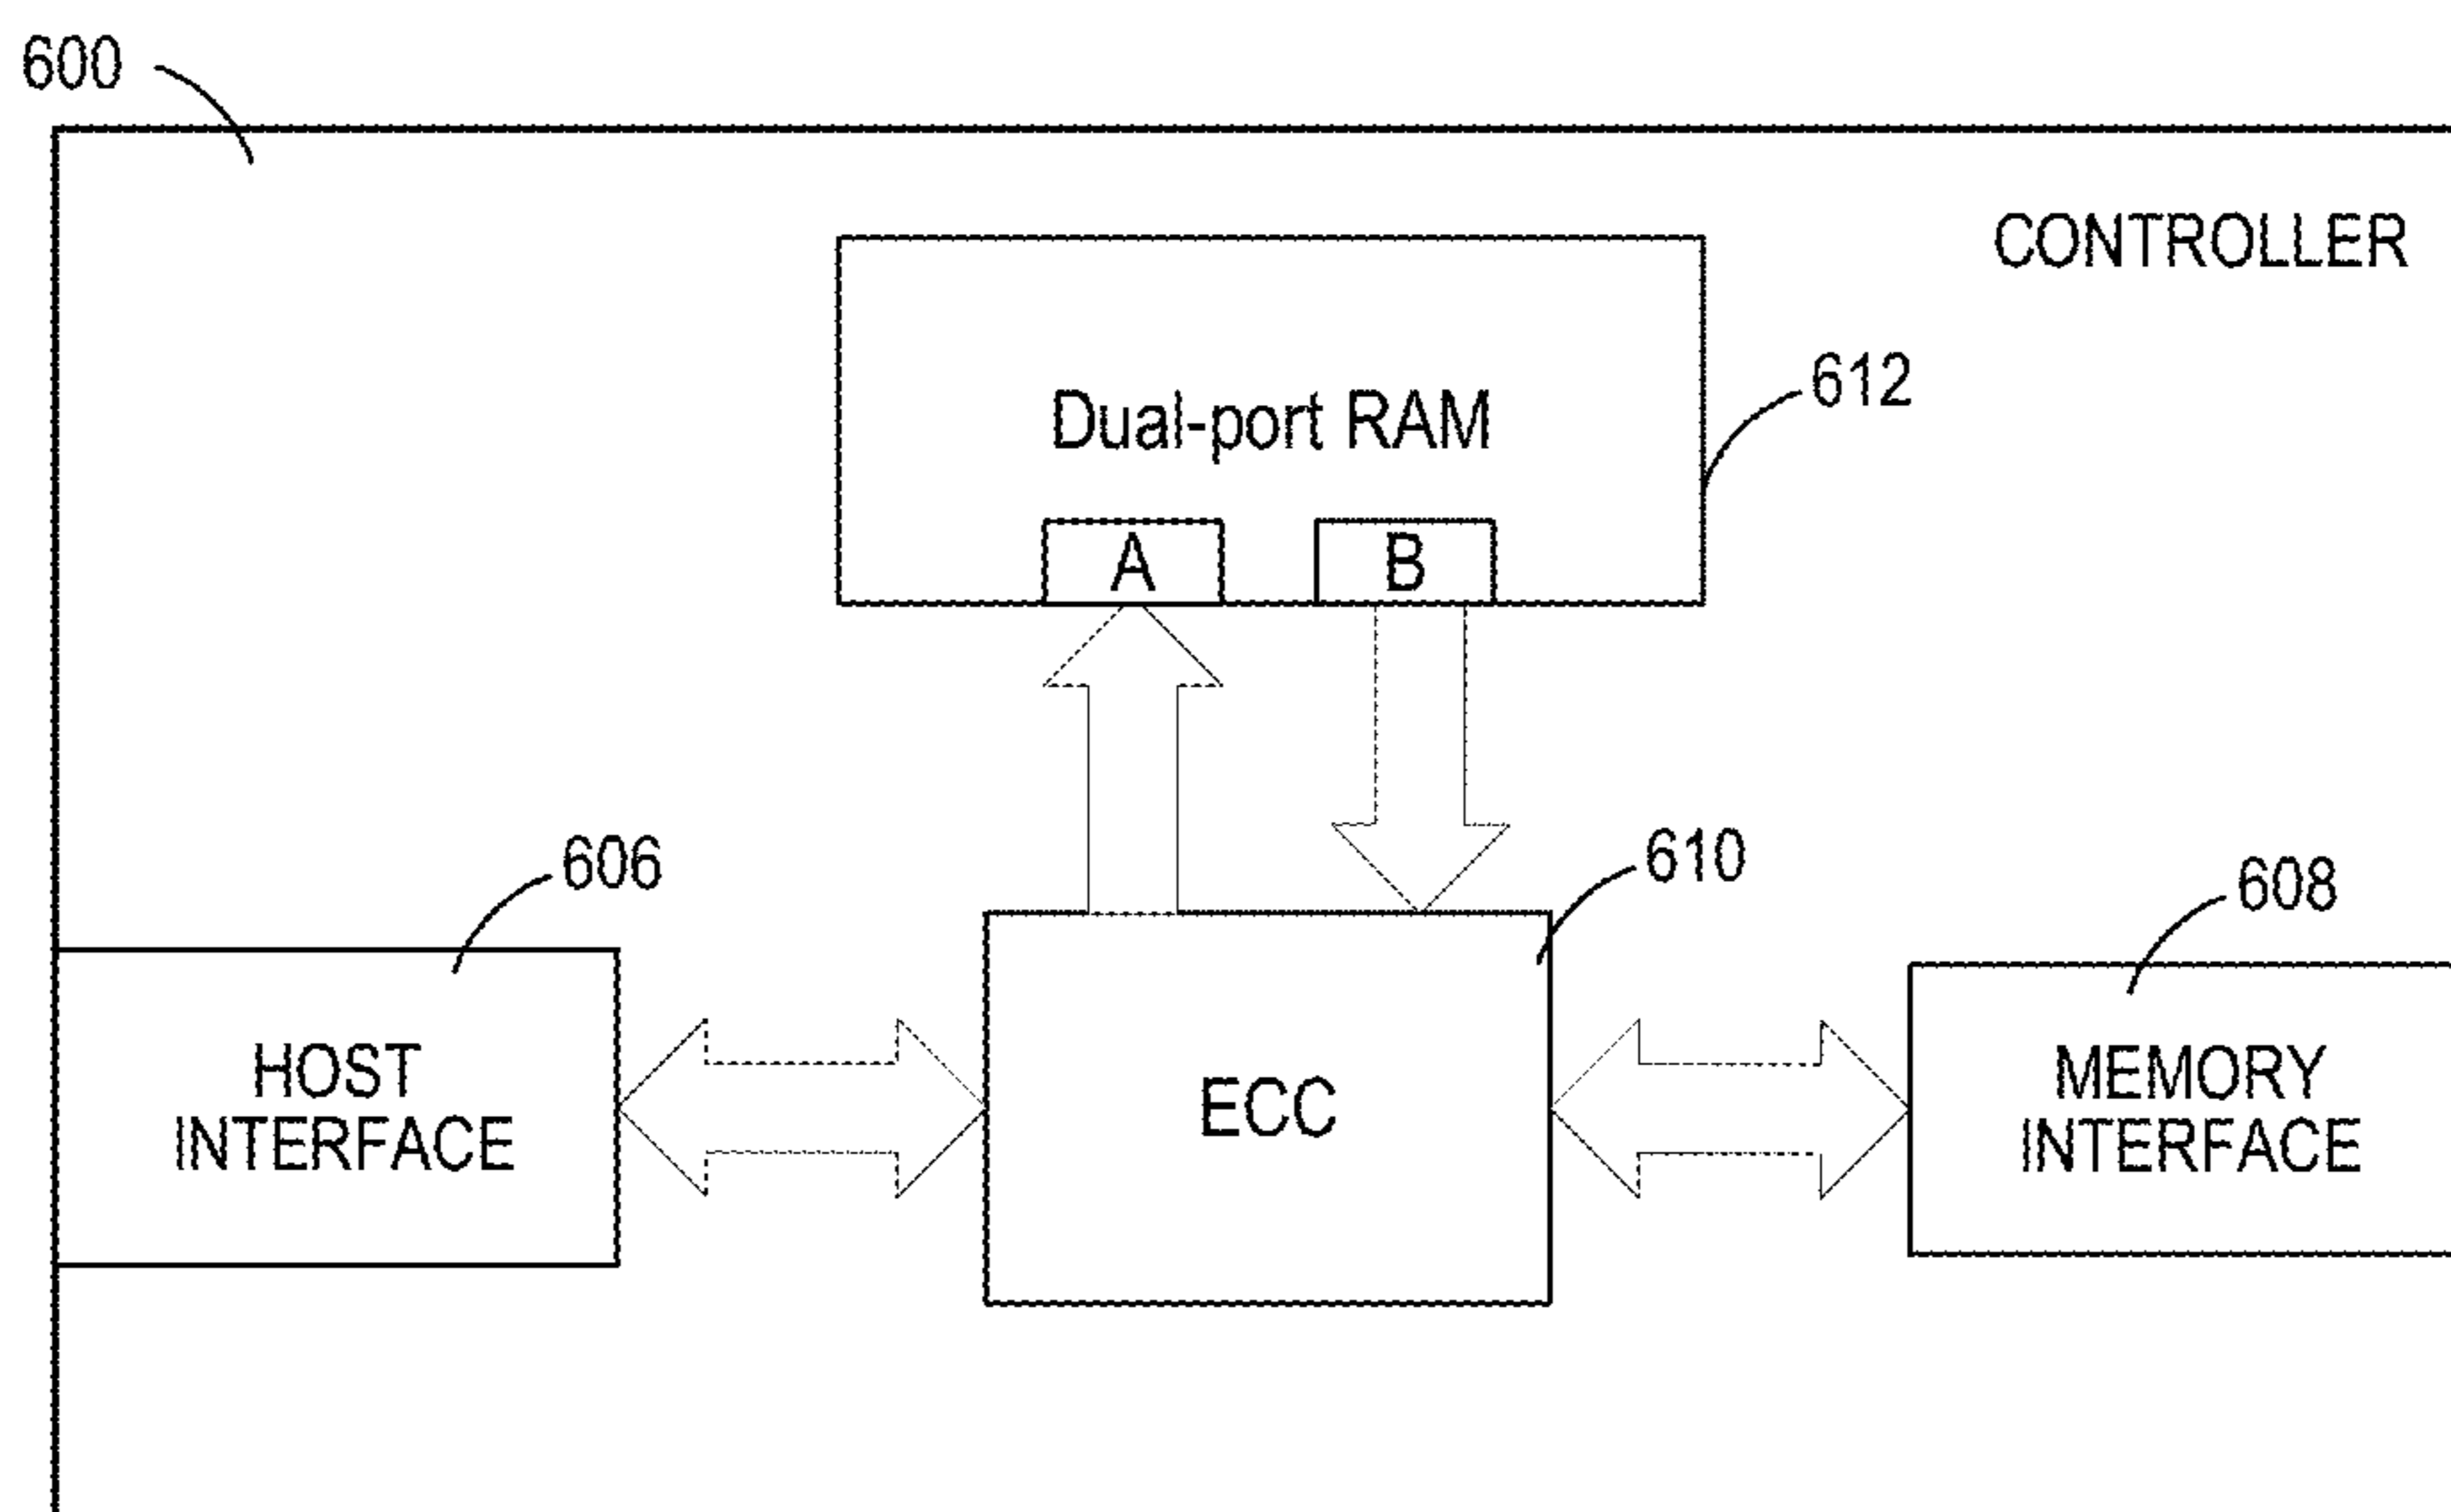 600
CONTROLLER
612
Dual-port RAM
A
B
606
610
608
HOST
INTERFACE
ECC
MEMORY
INTERFACE